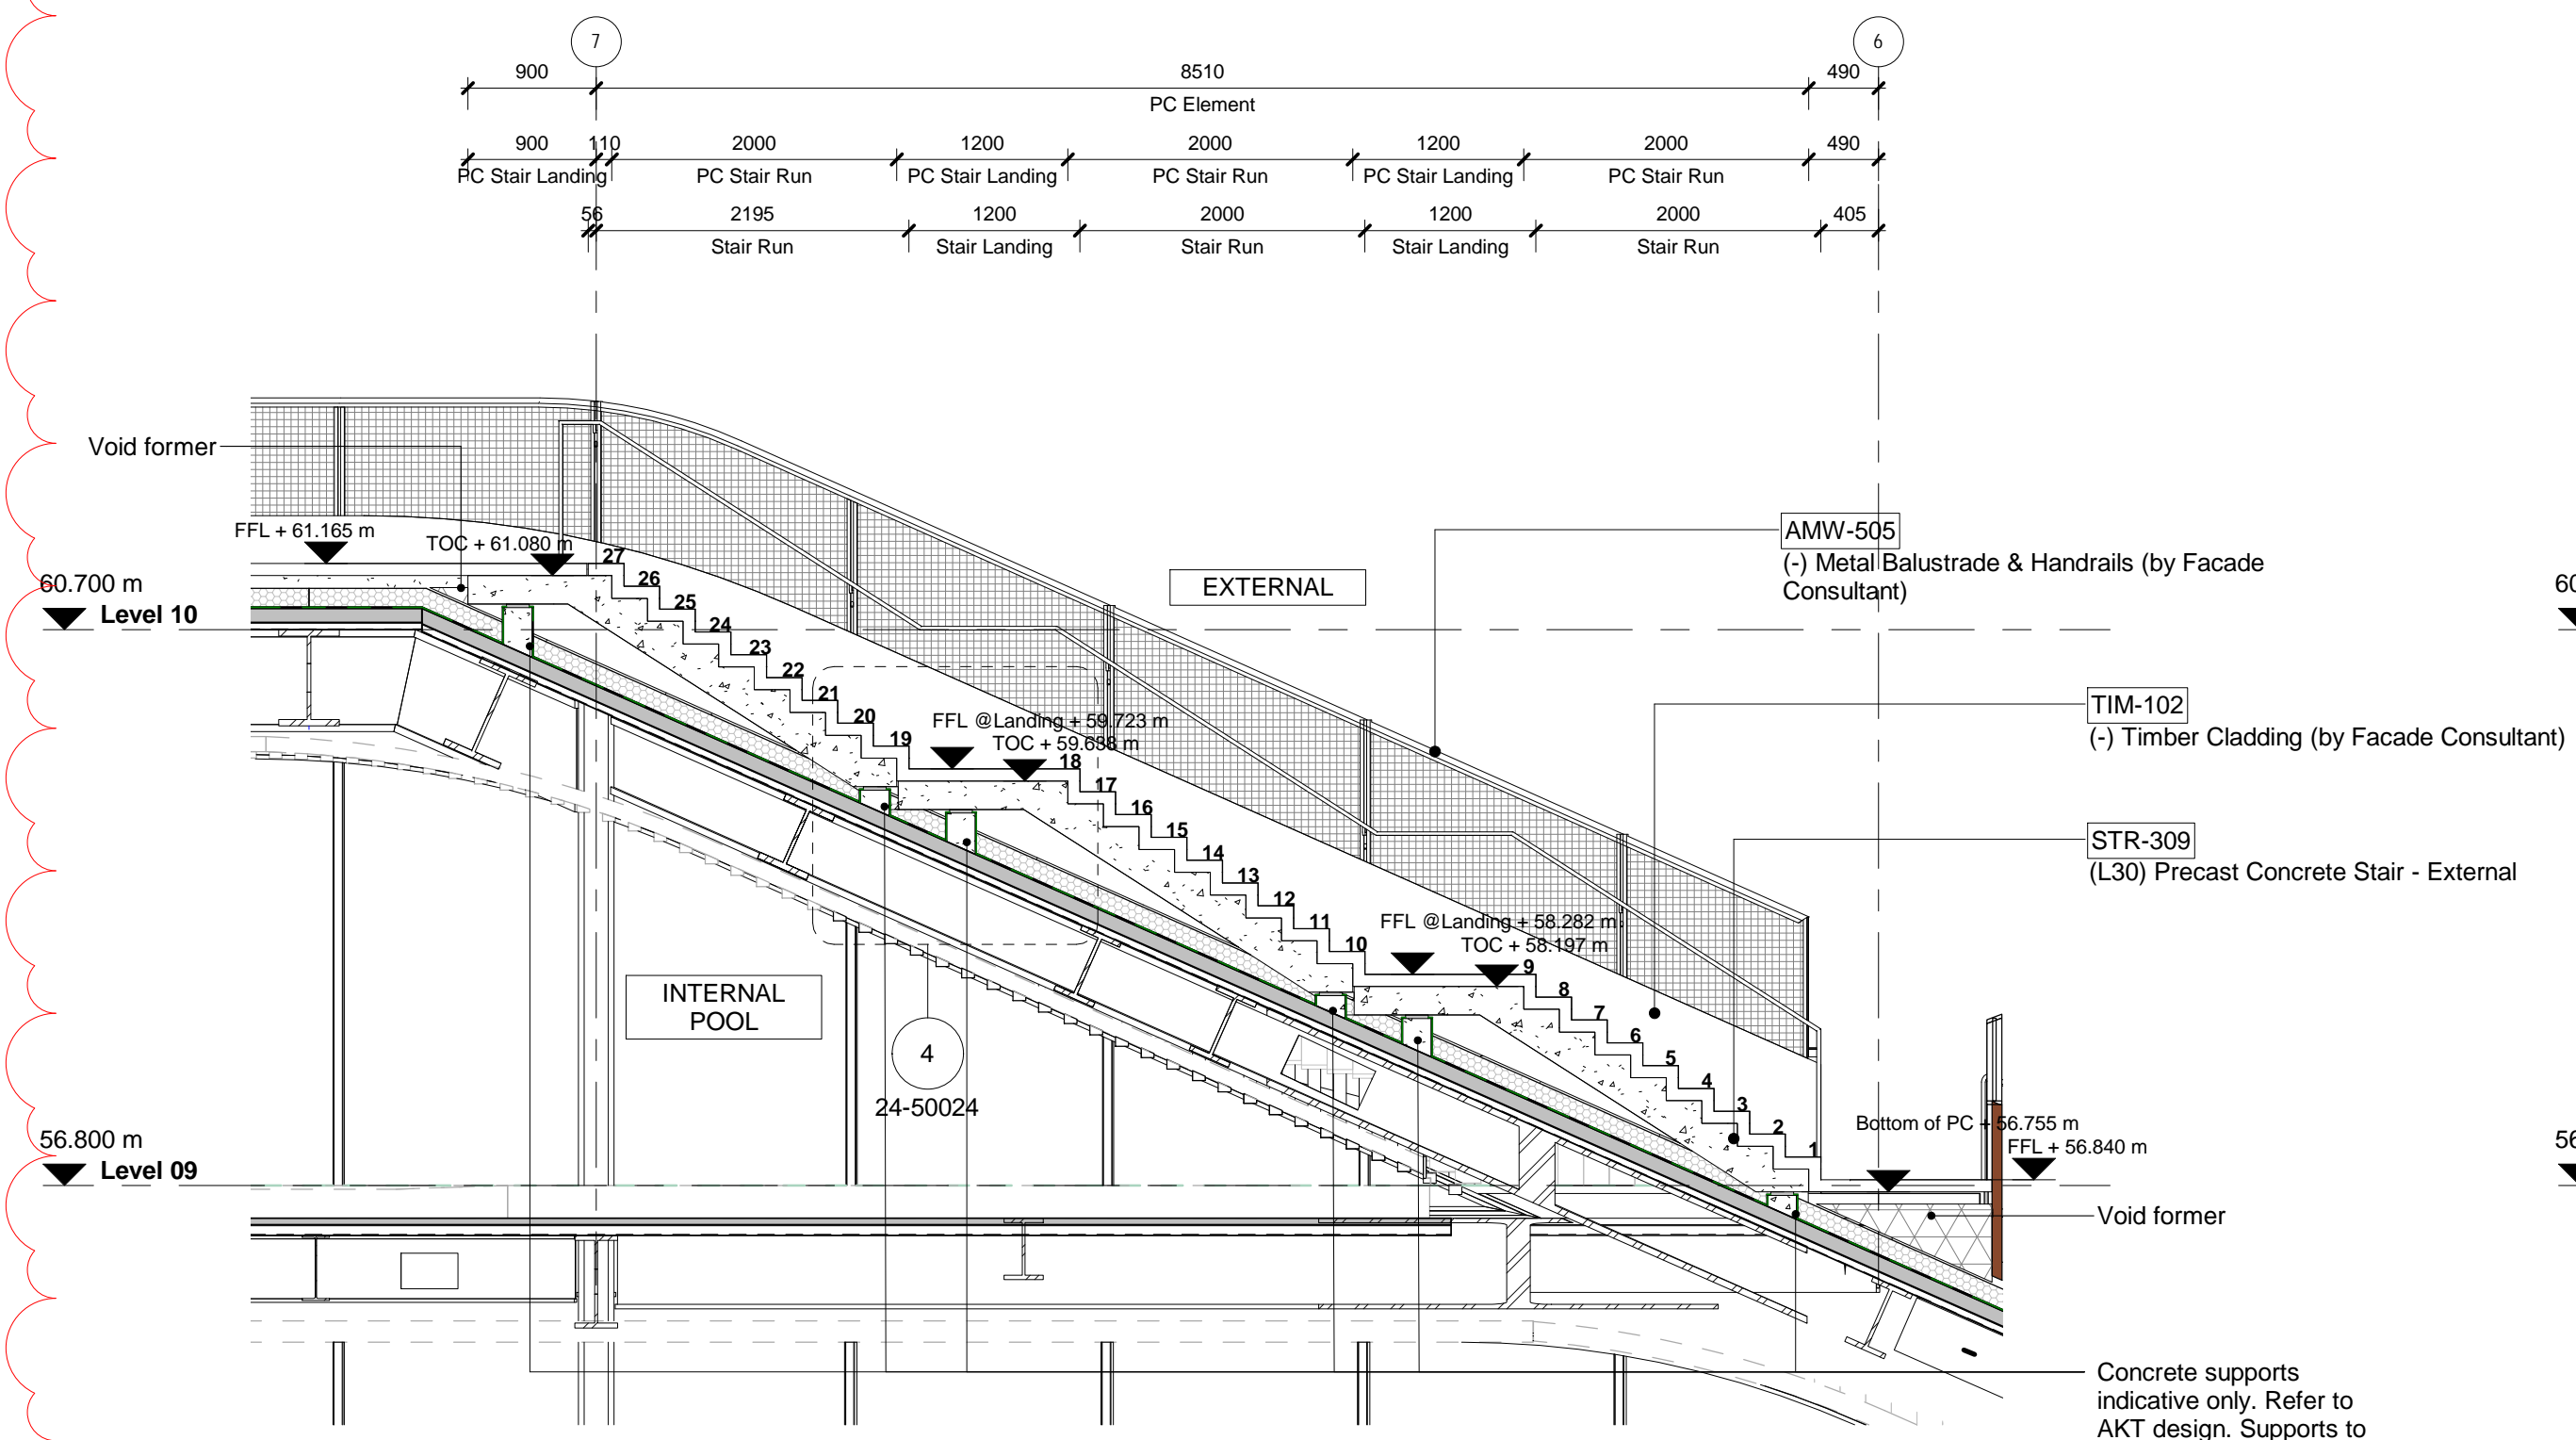 7
6
900
8510
490
PC Element
900
110
2000
1200
2000
1200
2000
490
PC Stair Landing
PC Stair Run
PC Stair Landing
PC Stair Run
PC Stair Landing
PC Stair Run
56
2195
1200
2000
1200
2000
405
Stair Run
Stair Landing
Stair Run
Stair Landing
Stair Run
Void former
FFL + 61.165 m
TOC + 61.080 m
60.700 m
Level 10
EXTERNAL
AMW-505
(-) Metal Balustrade & Handrails (by Facade
Consultant)
60
27
26
25
24
23
22
21
20
19
FFL @Landing + 59.723 m
TOC + 59.638 m
18
17
16
15
14
13
12
11
10
TIM-102
(-) Timber Cladding (by Facade Consultant)
STR-309
(L30) Precast Concrete Stair - External
FFL @Landing + 58.282 m
TOC + 58.197 m
9
8
7
6
5
4
3
2
1
INTERNAL
POOL
4
24-50024
56.800 m
Level 09
Bottom of PC + 56.755 m
FFL + 56.840 m
56
Void former
Concrete supports
indicative only. Refer to
AKT design. Supports to